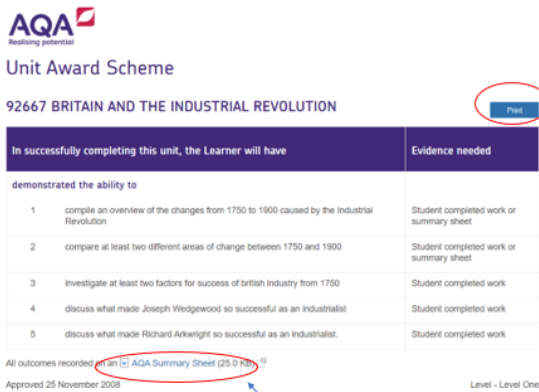 AQA
Realising potential
Unit Award Scheme
92667 BRITAIN AND THE INDUSTRIAL REVOLUTION
Print
In successfully completing this unit, the Learner will have
Evidence needed
demonstrated the ability to
1 compile an overview of the changes from 1750 to 1900 caused by the Industrial
Revolution
Student completed work or
summary sheet
2 compare at least two different areas of change between 1750 and 1900
Student completed work or
summary sheet
3 investigate at least two factors for success of british industry from 1750
Student completed work
4 discuss what made Joseph Wedgewood so successful as an industrialist
Student completed work
5 discuss what made Richard Arkwright so successful as an industrialist.
Student completed work
All outcomes recorded on an AQA Summary Sheet (25.0 KB)
Approved 25 November 2008
Level - Level One